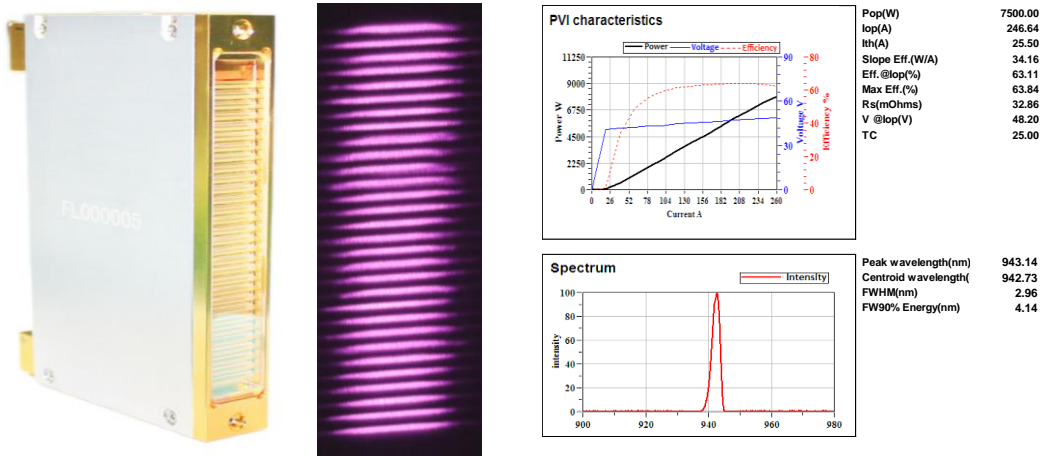 FL000005
PVI characteristics
Power Voltage Efficiency
11250
9000
6750
4500
2250
0
Power W
90
60
30
0
Voltage V
80
60
40
20
0
Efficiency %
0 26 52 78 104 130 156 182 208 234 260
Current A
Pop(W) 7500.00
Iop(A) 246.64
Ith(A) 25.50
Slope Eff.(W/A) 34.16
Eff.@Iop(%) 63.11
Max Eff.(%) 63.84
Rs(mOhms) 32.86
V @Iop(V) 48.20
TC 25.00
Spectrum
Intensity
100
80
60
40
20
0
intensity
900 920 940 960 980
Peak wavelength(nm) 943.14
Centroid wavelength( 942.73
FWHM(nm) 2.96
FW90% Energy(nm) 4.14